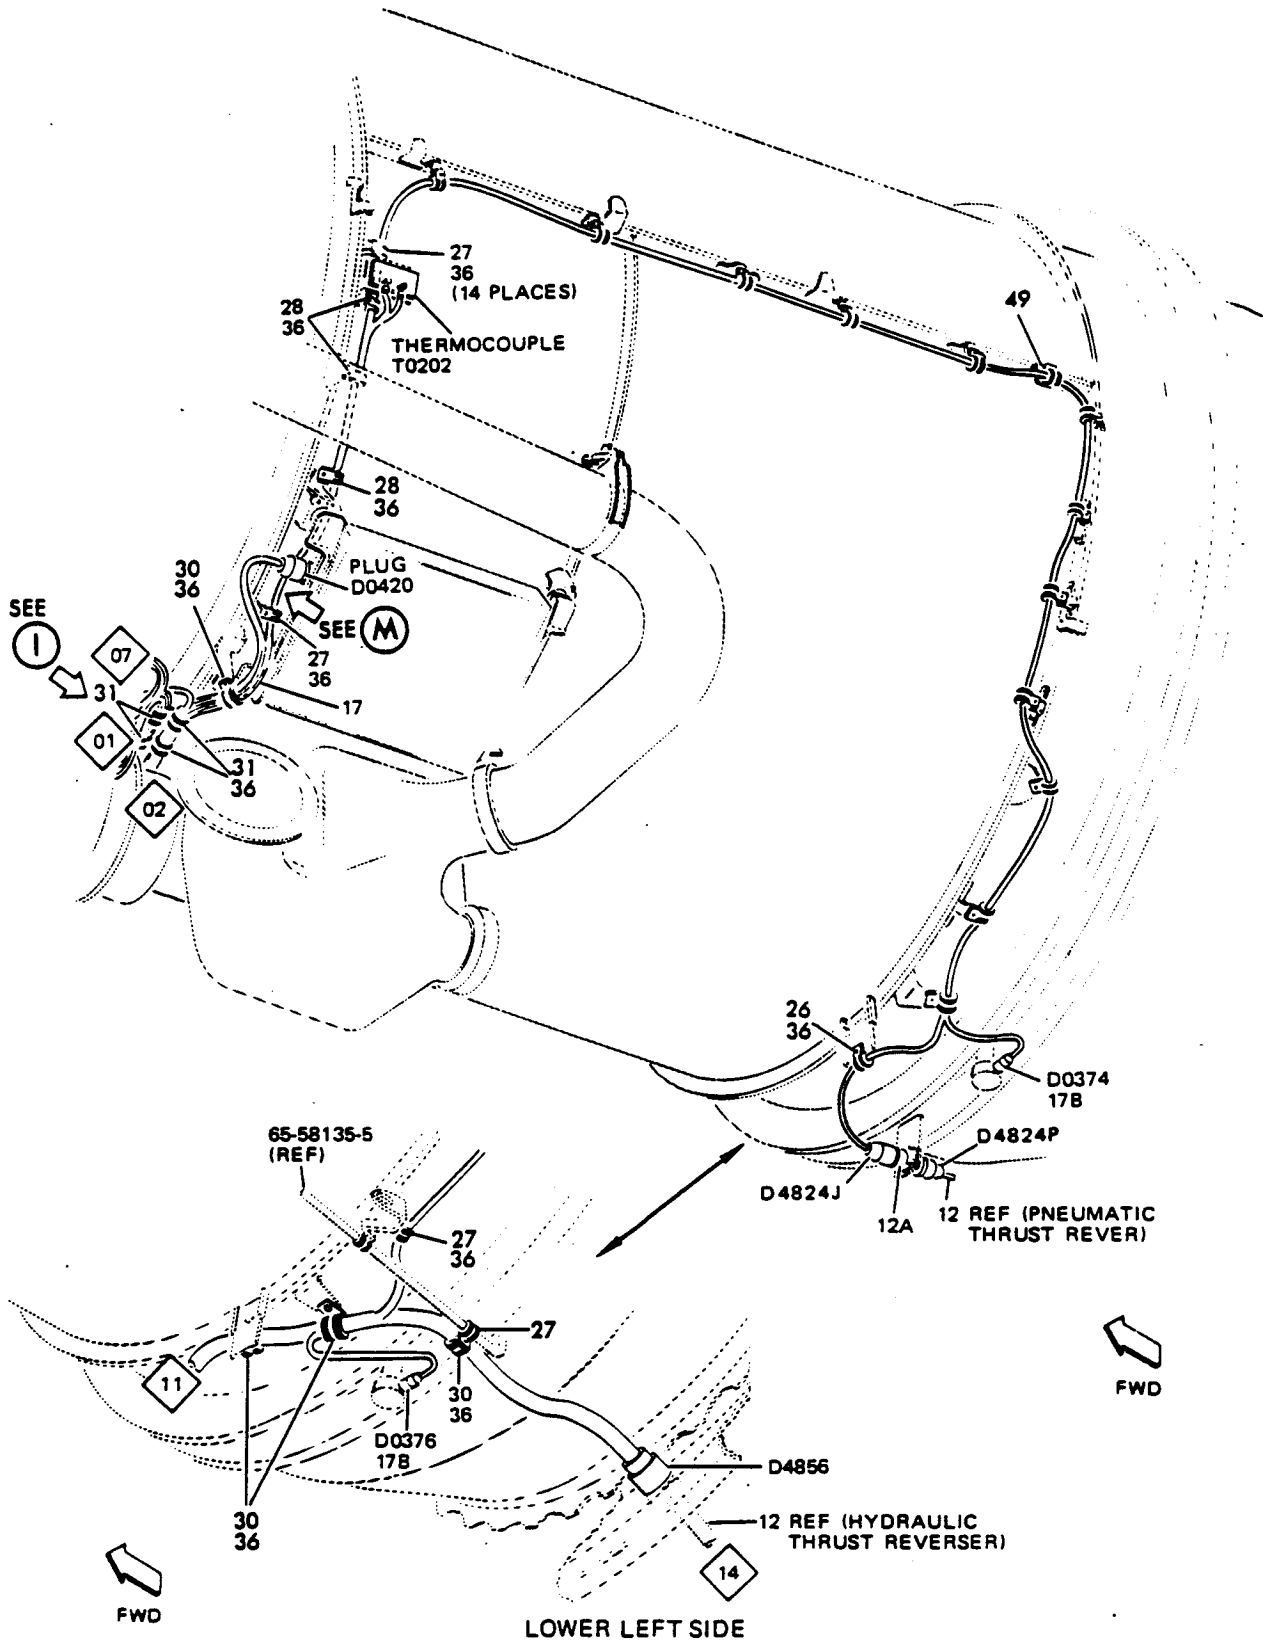 27
36
(14 PLACES)
49
28
36
THERMOCOUPLE
T0202
28
36
PLUG
D0420
30
36
SEE
I
SEE M
07
27
36
31
17
01
31
36
02
26
36
D0374
17B
65-58135-5
(REF)
D4824P
D4824J
12A
12 REF (PNEUMATIC
THRUST REVER)
27
36
27
11
30
36
FWD
D0376
17B
D4856
30
36
12 REF (HYDRAULIC
THRUST REVERSER)
14
FWD
LOWER LEFT SIDE